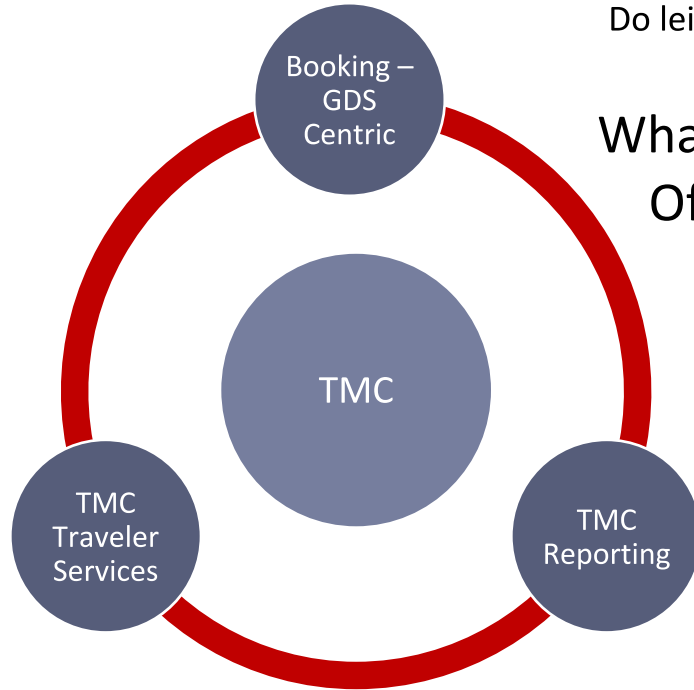 Do lei
Booking –
GDS
Centric
Wha
Of
TMC
TMC
Traveler
Services
TMC
Reporting